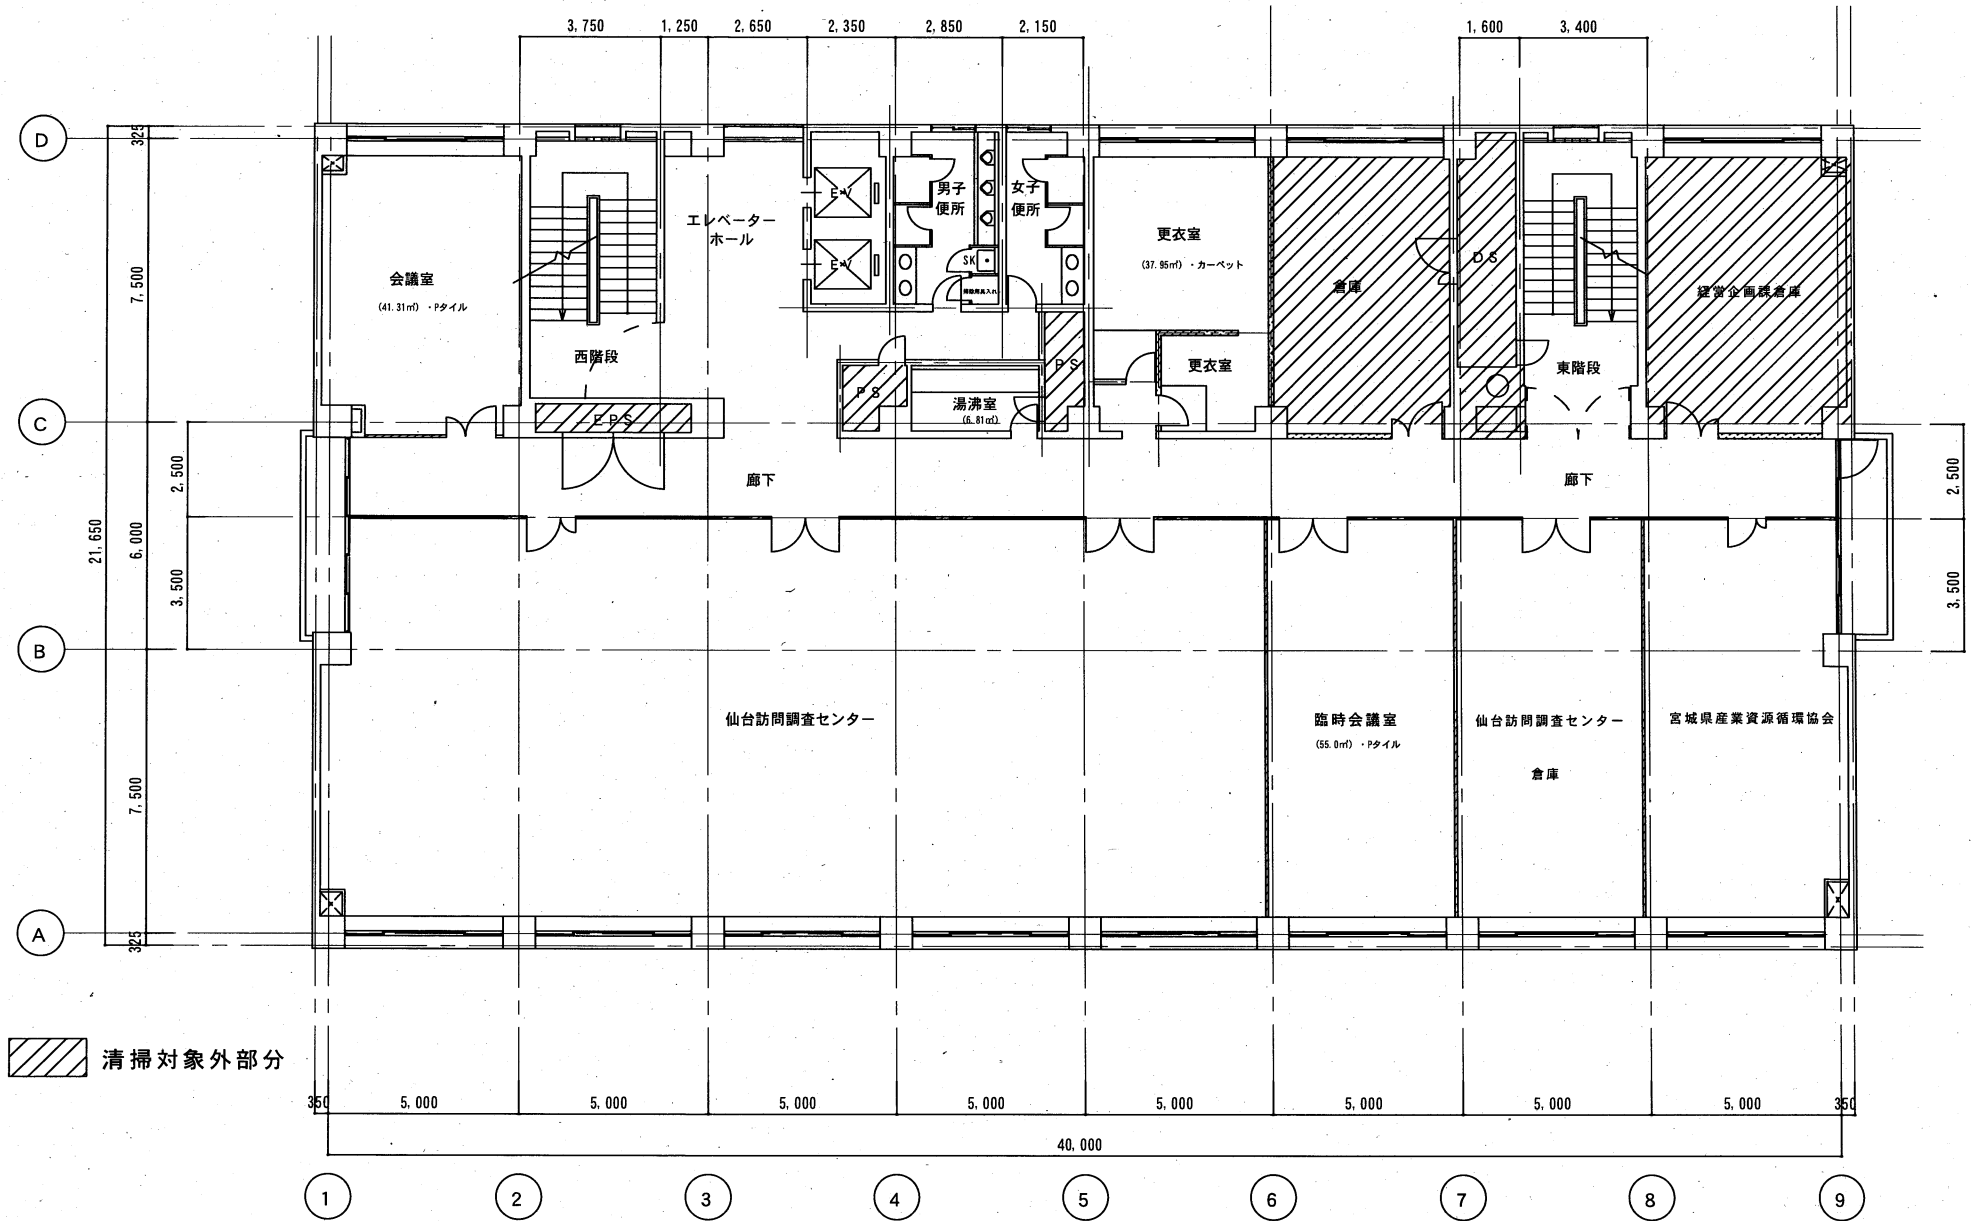 3,750
1,250
2,650
2,350
2,850
2,150
1,600
3,400
D
325
7,500
E.V
E.V
男子
便所
女子
便所
SK
エレベーター
ホール
会議室
(41.31㎡)・Pタイル
更衣室
(37.95㎡)・カーペット
倉庫
DS
経営企画課倉庫
西階段
PS
PS
更衣室
東階段
湯沸室
(6.81㎡)
EPS
C
廊下
廊下
2,500
2,500
21,650
6,000
3,500
3,500
B
仙台訪問調査センター
臨時会議室
(55.0㎡)・Pタイル
仙台訪問調査センター
倉庫
宮城県産業資源循環協会
7,500
A
325
清掃対象外部分
350
5,000
5,000
5,000
5,000
5,000
5,000
5,000
5,000
350
40,000
1
2
3
4
5
6
7
8
9